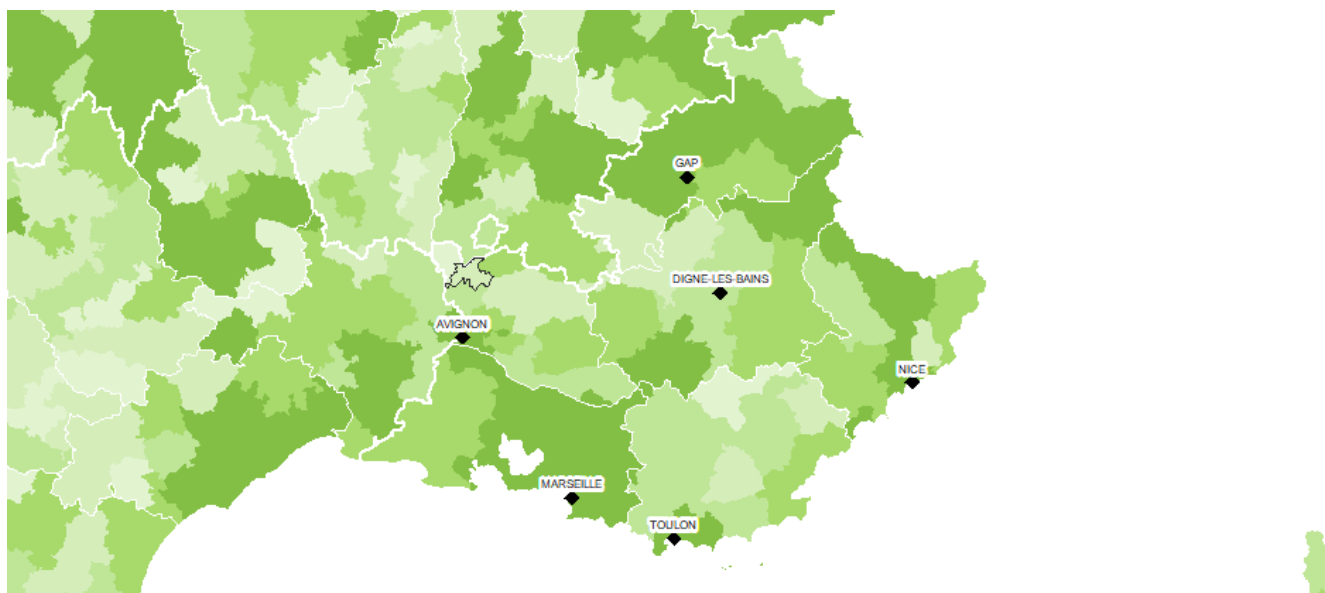 GAP
DIGNE-LES-BAINS
AVIGNON
NICE
MARSEILLE
TOULON